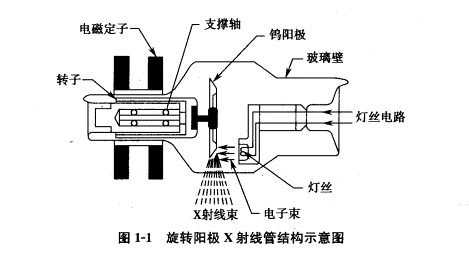 电磁定子
支撑轴
钨阳极
玻璃壁
转子
灯丝电路
灯丝
X射线束
电子束
图 1-1 旋转阳极 X 射线管结构示意图